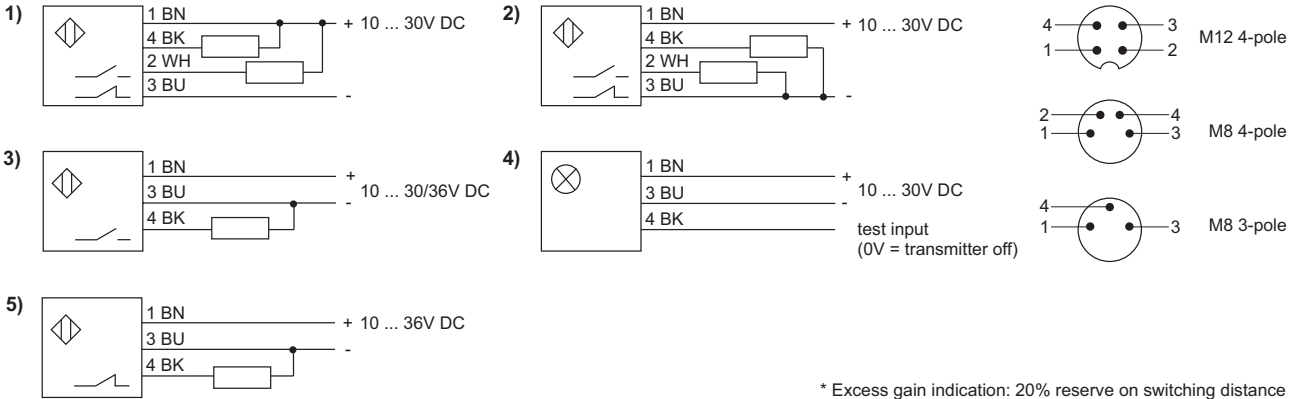 1)
1 BN
4 BK
2 WH
3 BU
+ 10 ... 30V DC
-
2)
1 BN
4 BK
2 WH
3 BU
+ 10 ... 30V DC
-
4 3
1 2
M12 4-pole
2 4
1 3
M8 4-pole
3)
1 BN
3 BU
4 BK
+
10 ... 30/36V DC
-
4)
1 BN
3 BU
4 BK
+
10 ... 30V DC
-
test input
(0V = transmitter off)
4
1 3
M8 3-pole
5)
1 BN
3 BU
4 BK
+ 10 ... 36V DC
-
* Excess gain indication: 20% reserve on switching distance